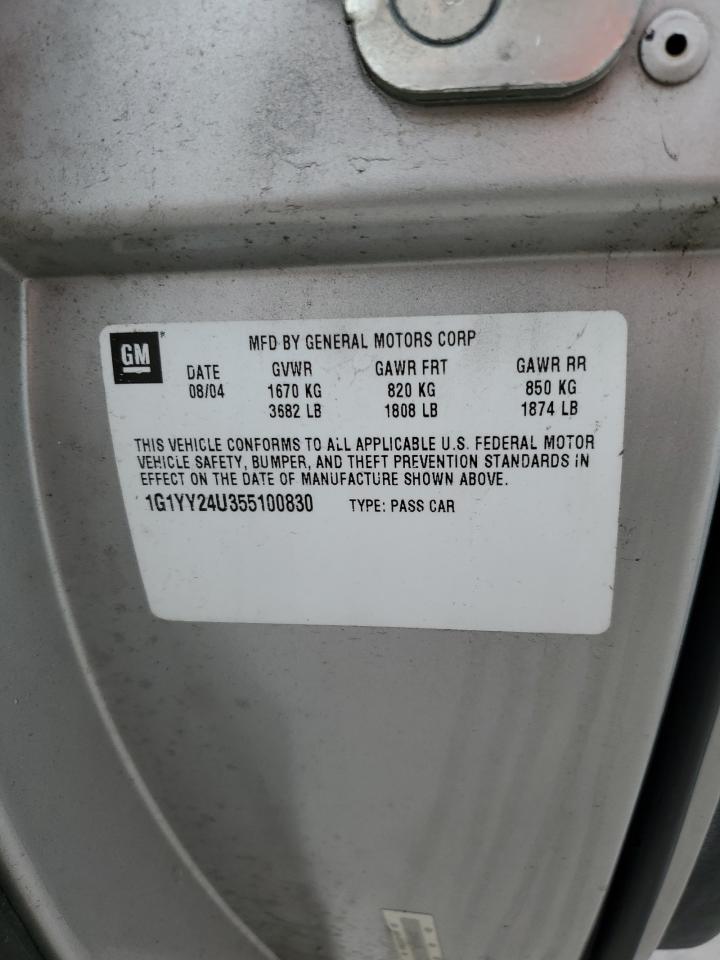 GM
MFD BY GENERAL MOTORS CORP
DATE GVWR GAWR FRT GAWR RR
08/04 1670 KG 820 KG 850 KG
3682 LB 1808 LB 1874 LB
THIS VEHICLE CONFORMS TO ALL APPLICABLE U.S. FEDERAL MOTOR
VEHICLE SAFETY, BUMPER, AND THEFT PREVENTION STANDARDS IN
EFFECT ON THE DATE OF MANUFACTURE SHOWN ABOVE.
1G1YY24U355100830 TYPE: PASS CAR